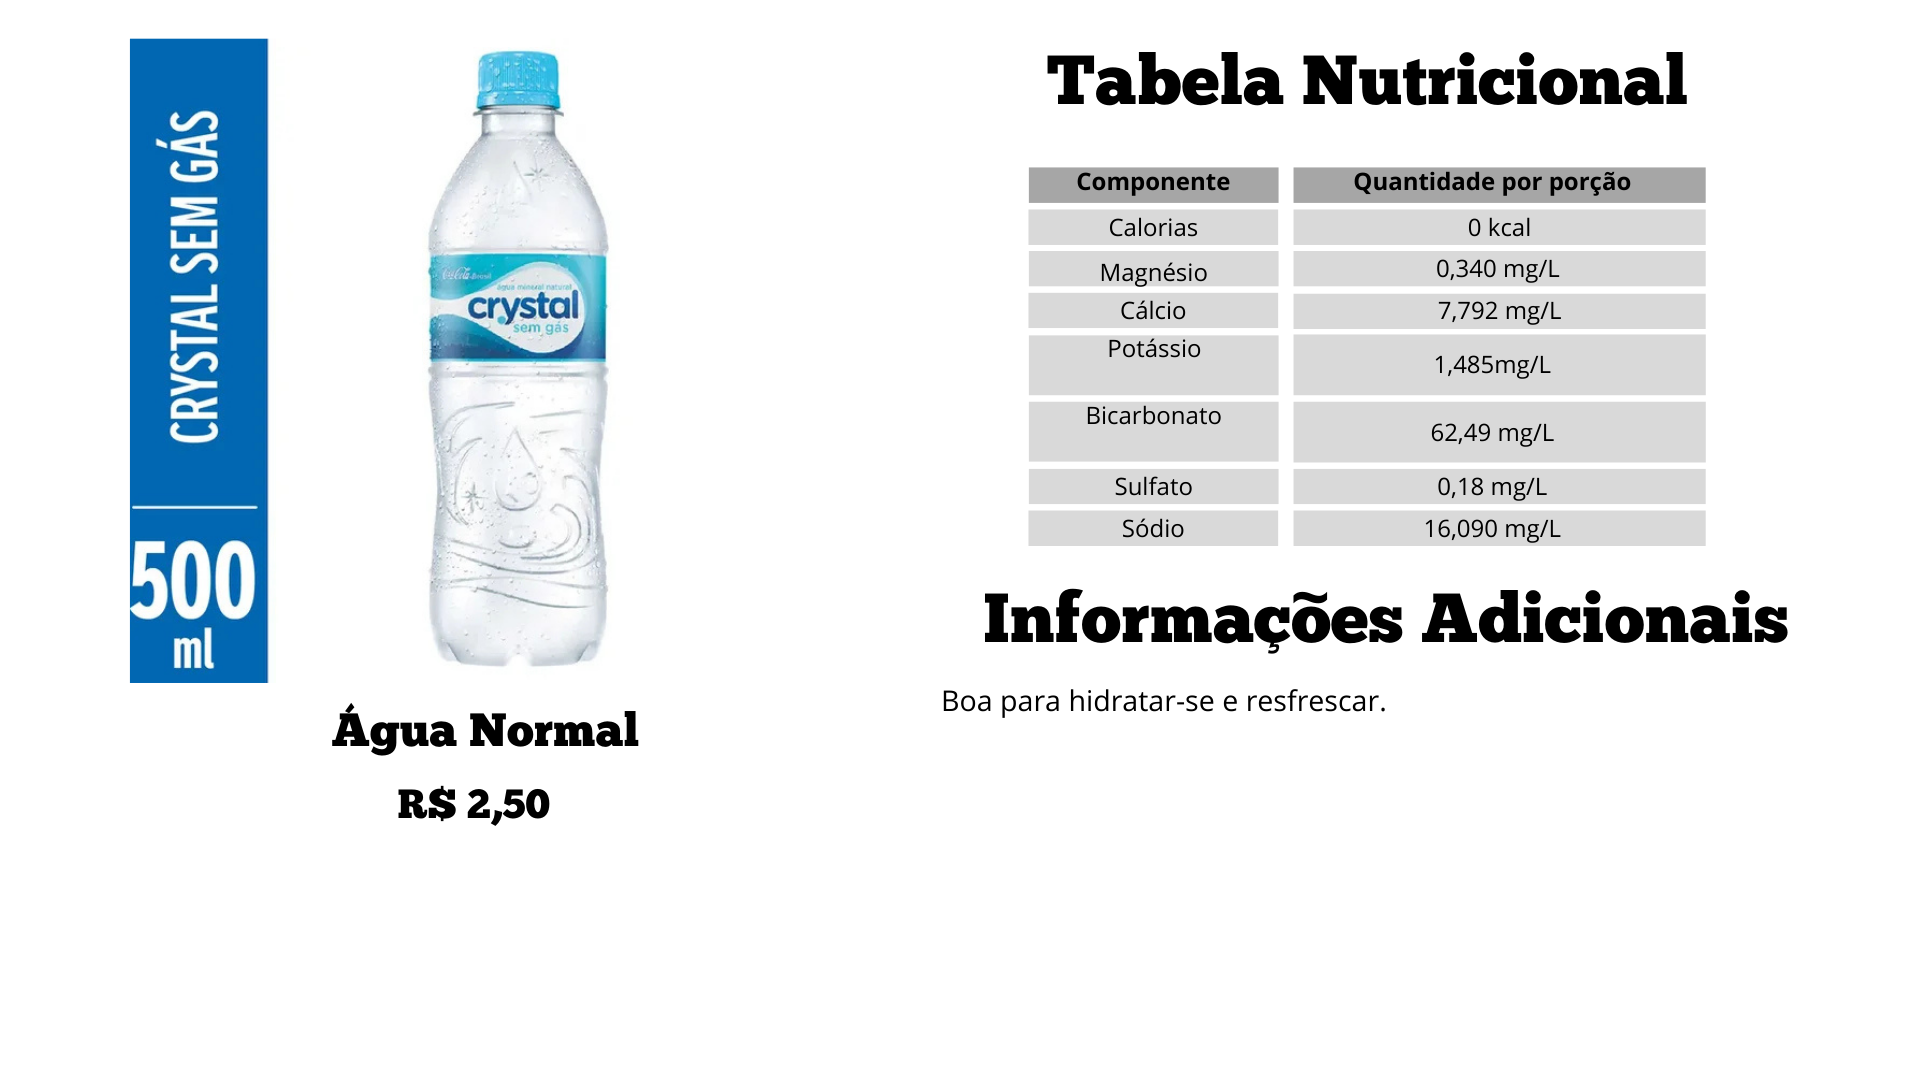 CRYSTAL SEM GÁS
500
ml
Coca-Cola Brasil
água mineral natural
crystal
sem gás
Água Normal
R$ 2,50
Tabela Nutricional
Componente Quantidade por porção
Calorias 0 kcal
Magnésio 0,340 mg/L
Cálcio 7,792 mg/L
Potássio 1,485mg/L
Bicarbonato 62,49 mg/L
Sulfato 0,18 mg/L
Sódio 16,090 mg/L
Informações Adicionais
Boa para hidratar-se e resfrescar.